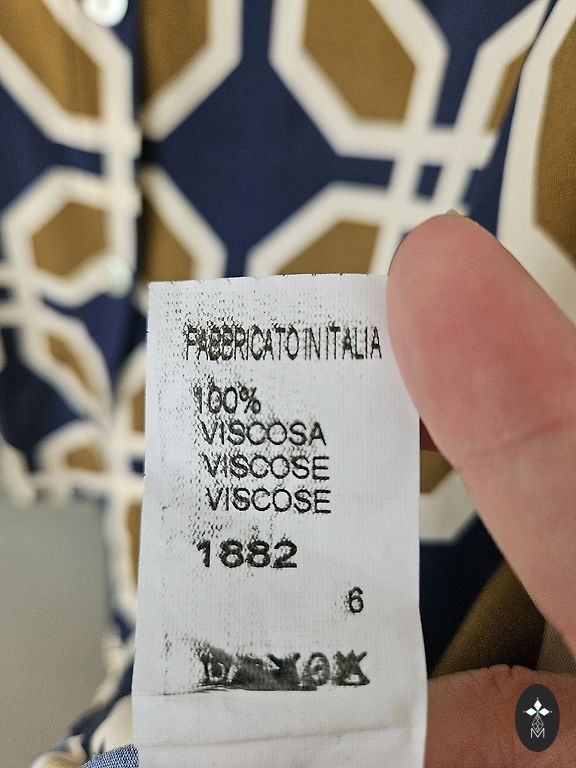 FABBRICATO IN ITALIA
100%
VISCOSA
VISCOSE
VISCOSE
1882
6
M